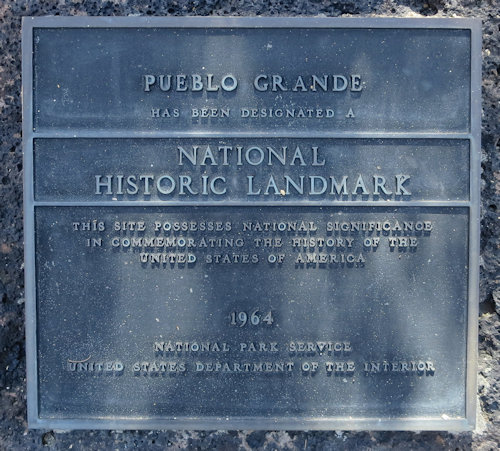 PUEBLO GRANDE
HAS BEEN DESIGNATED A
NATIONAL
HISTORIC LANDMARK
THIS SITE POSSESSES NATIONAL SIGNIFICANCE
IN COMMEMORATING THE HISTORY OF THE
UNITED STATES OF AMERICA
1964
NATIONAL PARK SERVICE
UNITED STATES DEPARTMENT OF THE INTERIOR